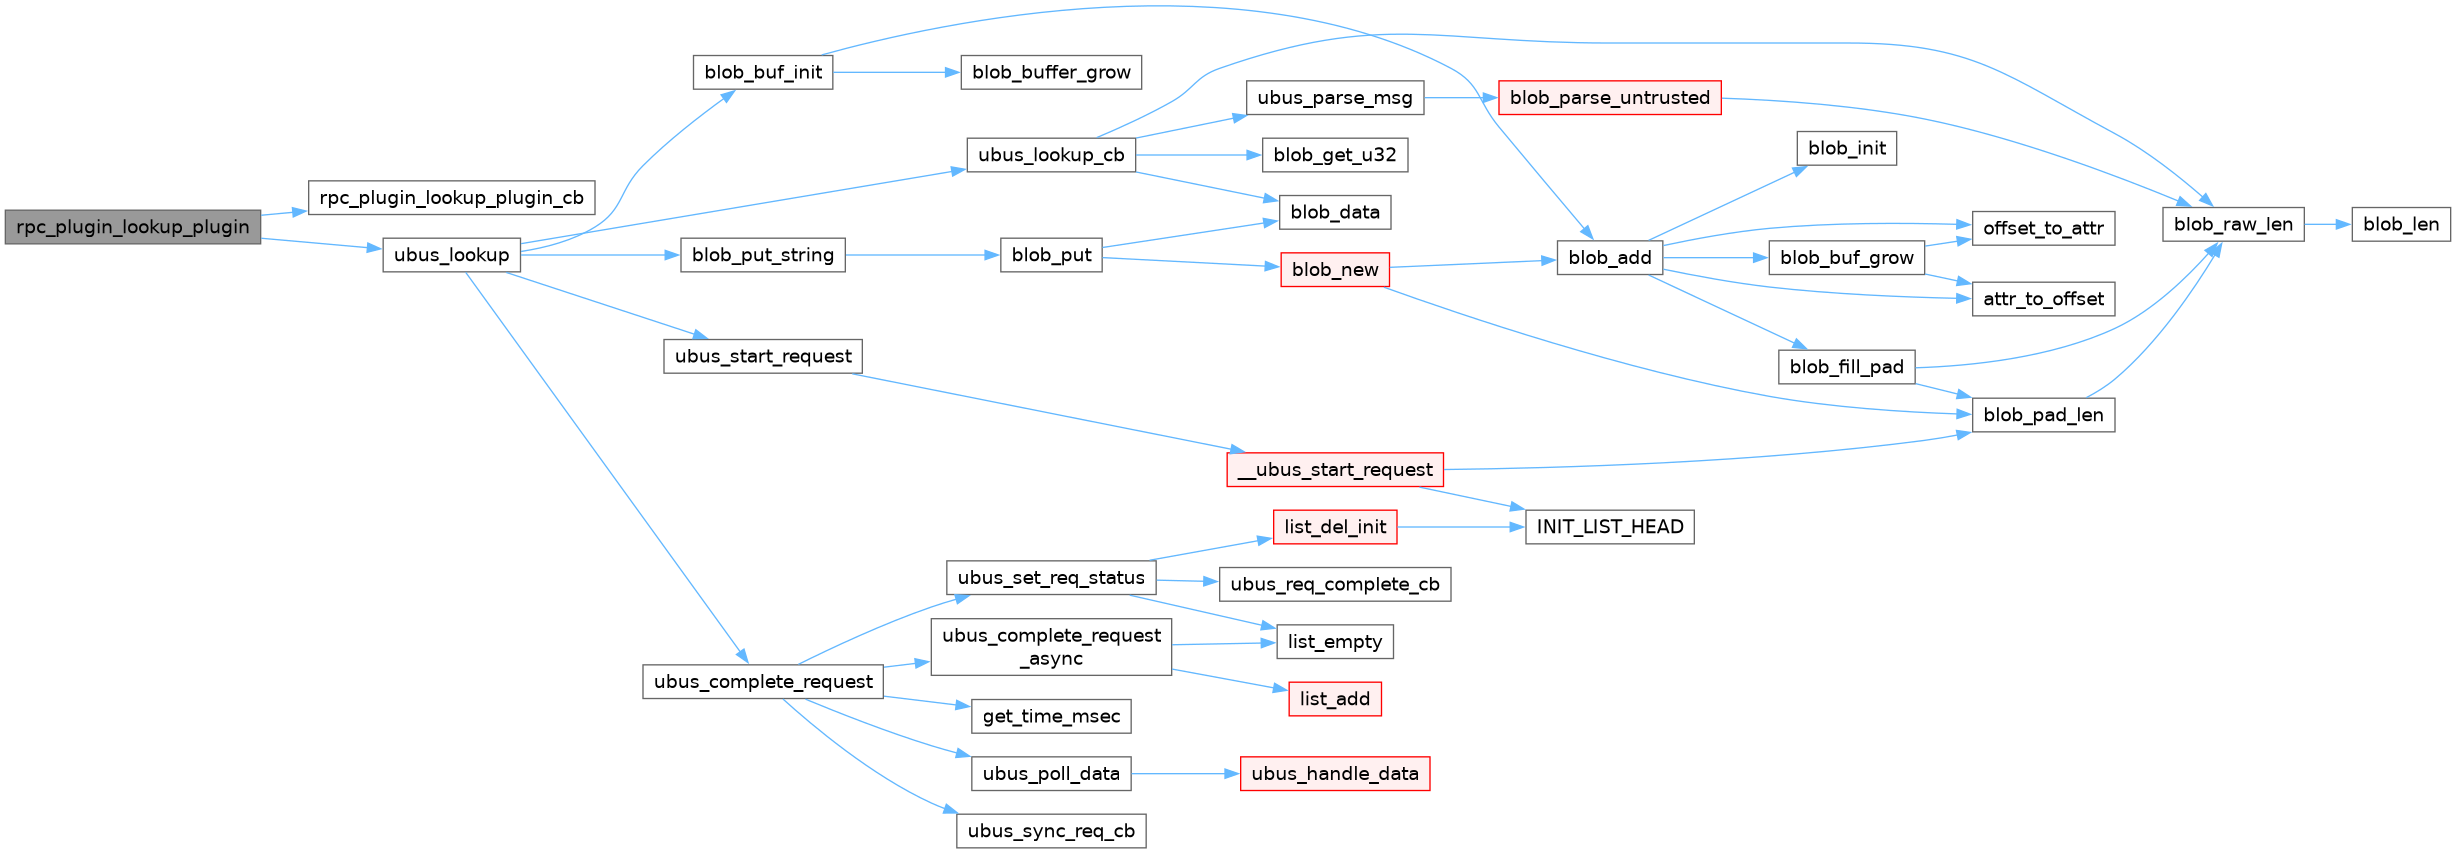 rpc_plugin_lookup_plugin
rpc_plugin_lookup_plugin_cb
ubus_lookup
blob_buf_init
blob_put_string
ubus_start_request
ubus_complete_request
blob_buffer_grow
ubus_lookup_cb
blob_put
ubus_set_req_status
ubus_complete_request
_async
get_time_msec
ubus_poll_data
ubus_sync_req_cb
ubus_parse_msg
blob_get_u32
blob_data
blob_new
__ubus_start_request
list_del_init
ubus_req_complete_cb
list_empty
list_add
ubus_handle_data
blob_parse_untrusted
blob_add
INIT_LIST_HEAD
blob_init
blob_buf_grow
blob_fill_pad
offset_to_attr
attr_to_offset
blob_pad_len
blob_raw_len
blob_len